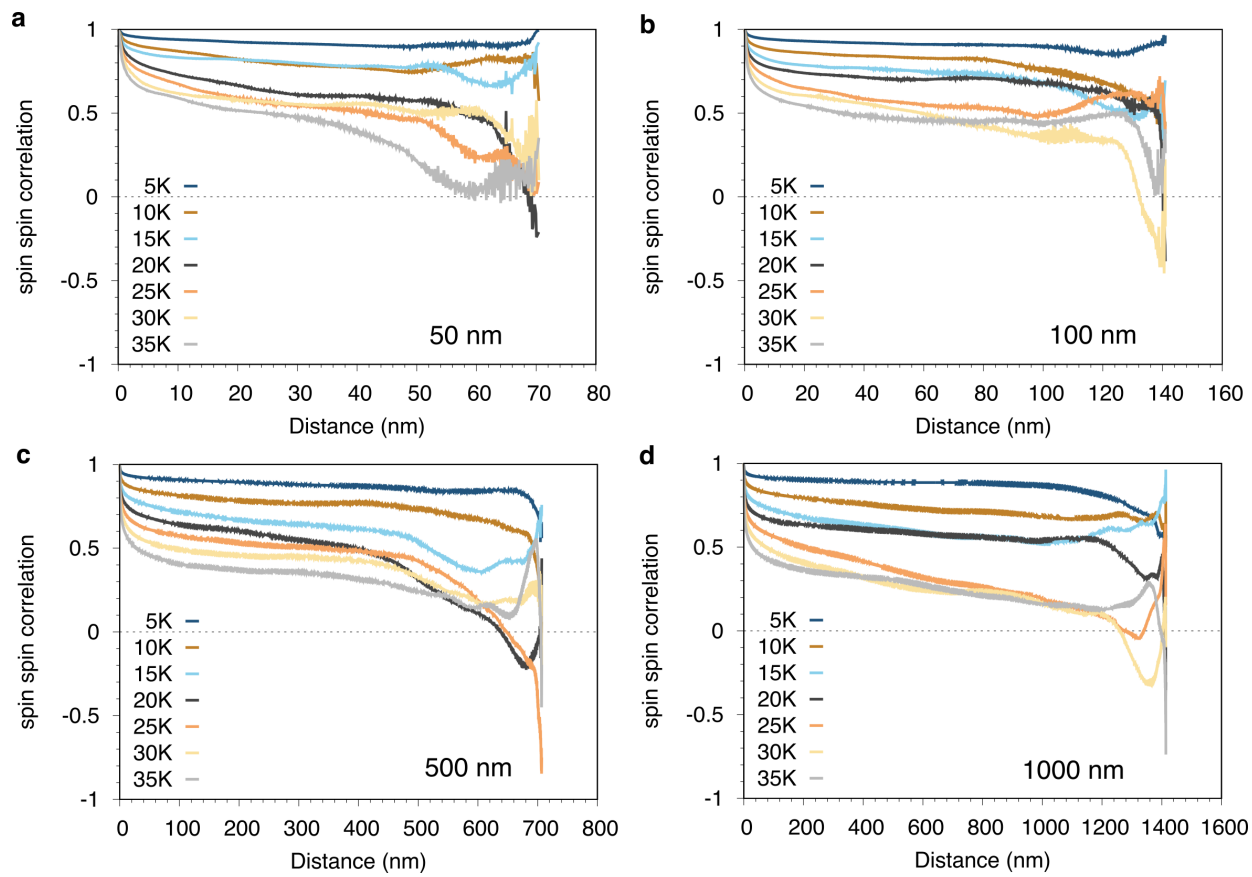 a
1
0.5
0
-0.5
-1
spin spin correlation
5K
10K
15K
20K
25K
30K
35K
50 nm
0 10 20 30 40 50 60 70 80
Distance (nm)
b
1
0.5
0
-0.5
-1
spin spin correlation
5K
10K
15K
20K
25K
30K
35K
100 nm
0 20 40 60 80 100 120 140 160
Distance (nm)
c
1
0.5
0
-0.5
-1
spin spin correlation
5K
10K
15K
20K
25K
30K
35K
500 nm
0 100 200 300 400 500 600 700 800
Distance (nm)
d
1
0.5
0
-0.5
-1
spin spin correlation
5K
10K
15K
20K
25K
30K
35K
1000 nm
0 200 400 600 800 1000 1200 1400 1600
Distance (nm)